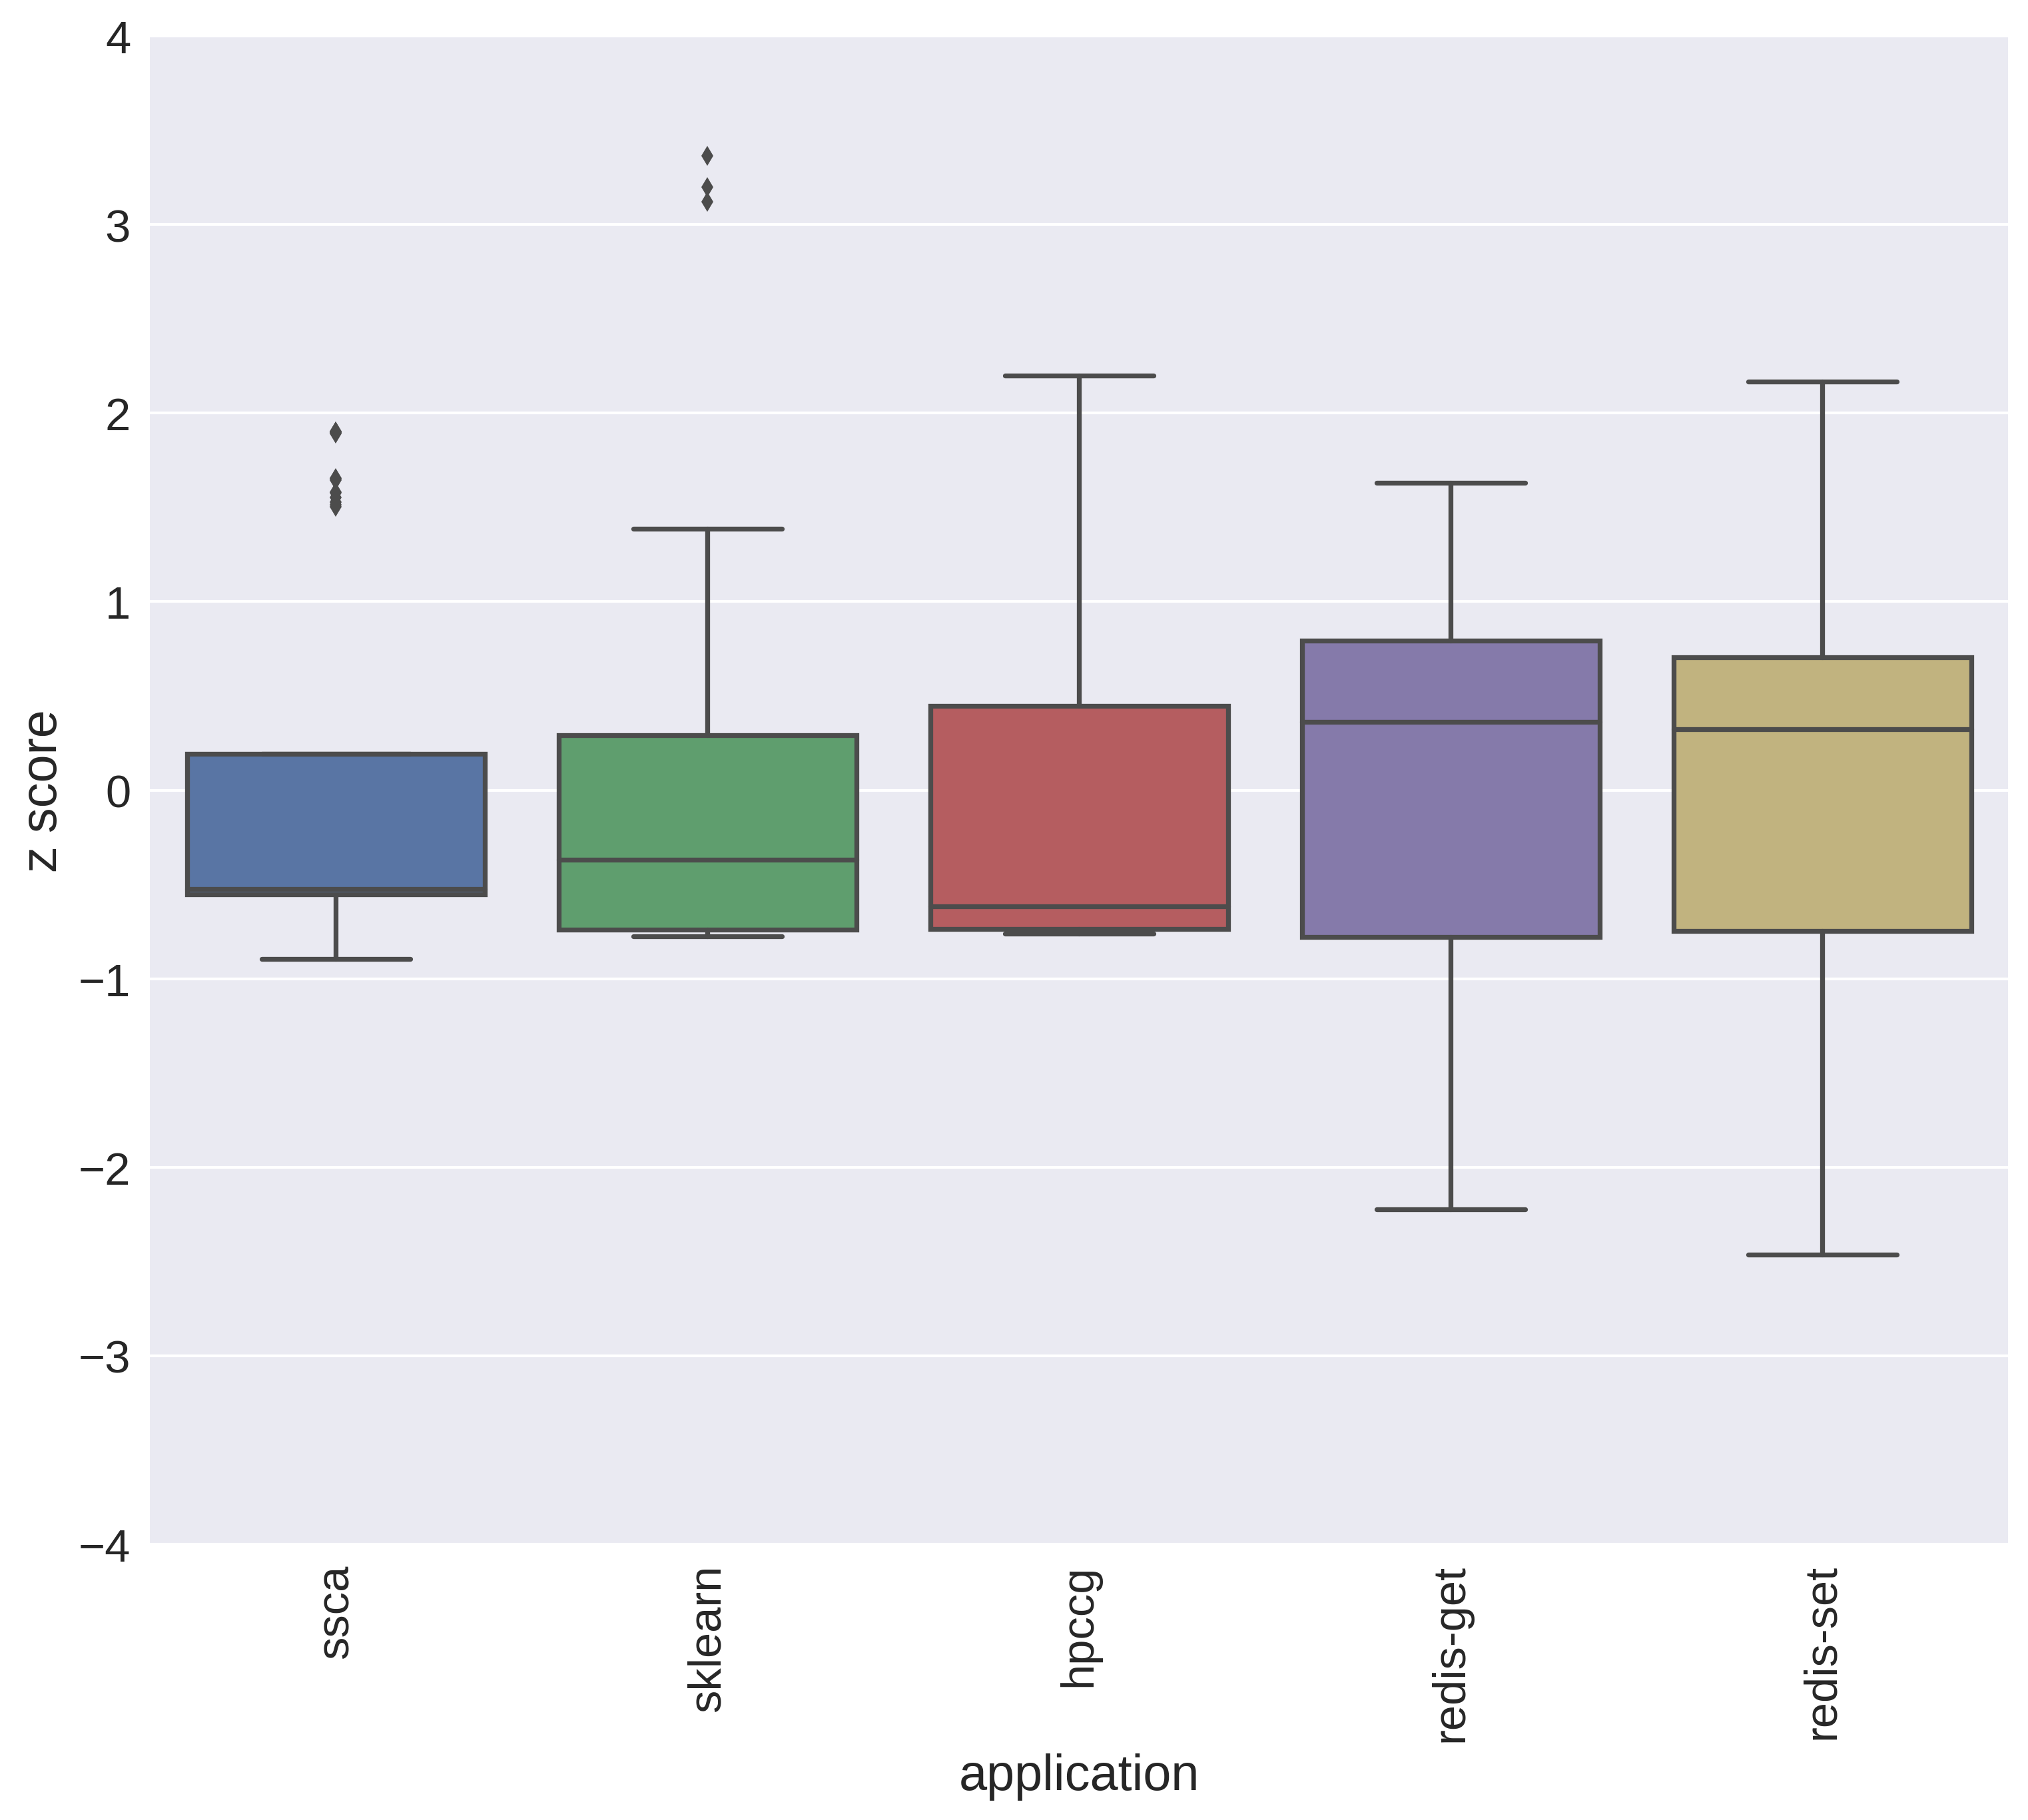 4
3
2
1
0
−1
−2
−3
−4
z score
ssca
sklearn
hpccg
redis-get
redis-set
application